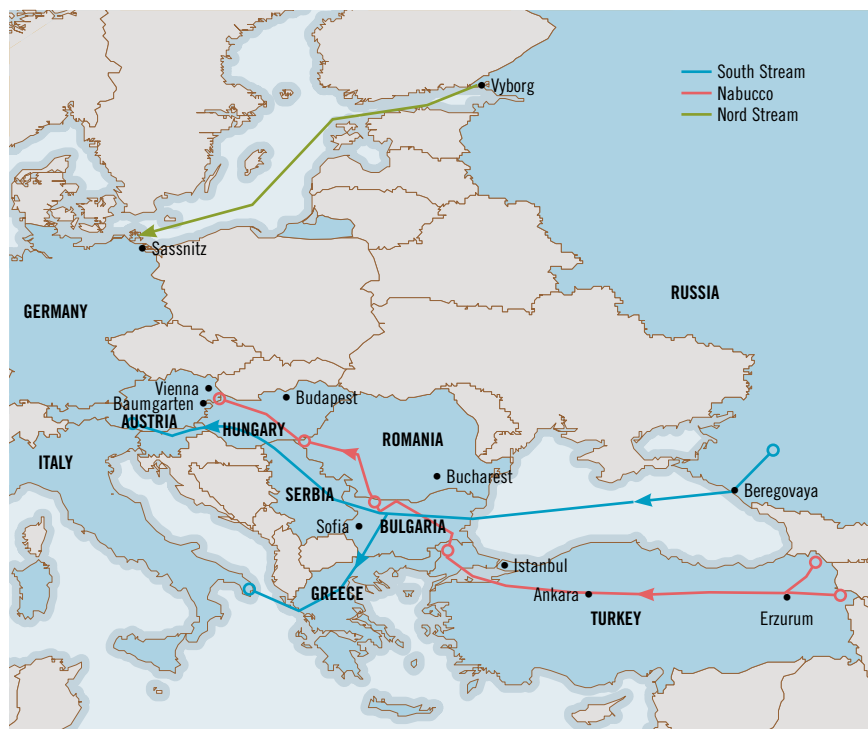 South Stream
Vyborg
Nabucco
Nord Stream
Sassnitz
RUSSIA
GERMANY
Vienna
Budapest
Baumgarten
AUSTRIA
HUNGARY
ROMANIA
ITALY
Bucharest
SERBIA
Beregovaya
Sofia
BULGARIA
Istanbul
GREECE
Ankara
TURKEY
Erzurum